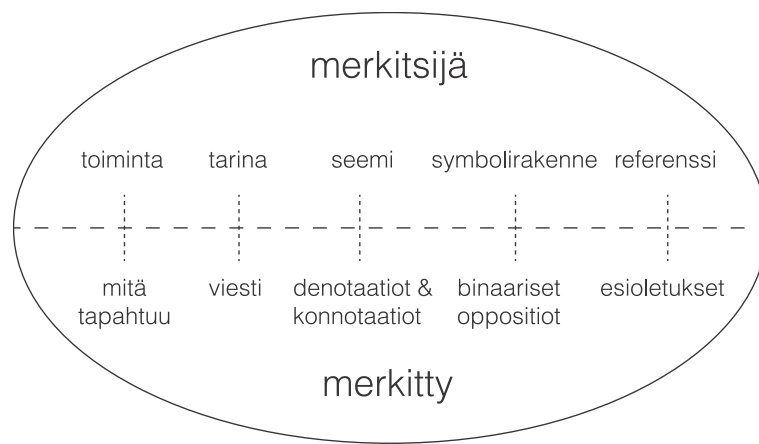 merkitsijä
toiminta tarina seemi symbolirakenne referenssi
mitä viesti denotaatiot & binaariset esioletukset
tapahtuu konnotaatiot oppositiot
merkitty